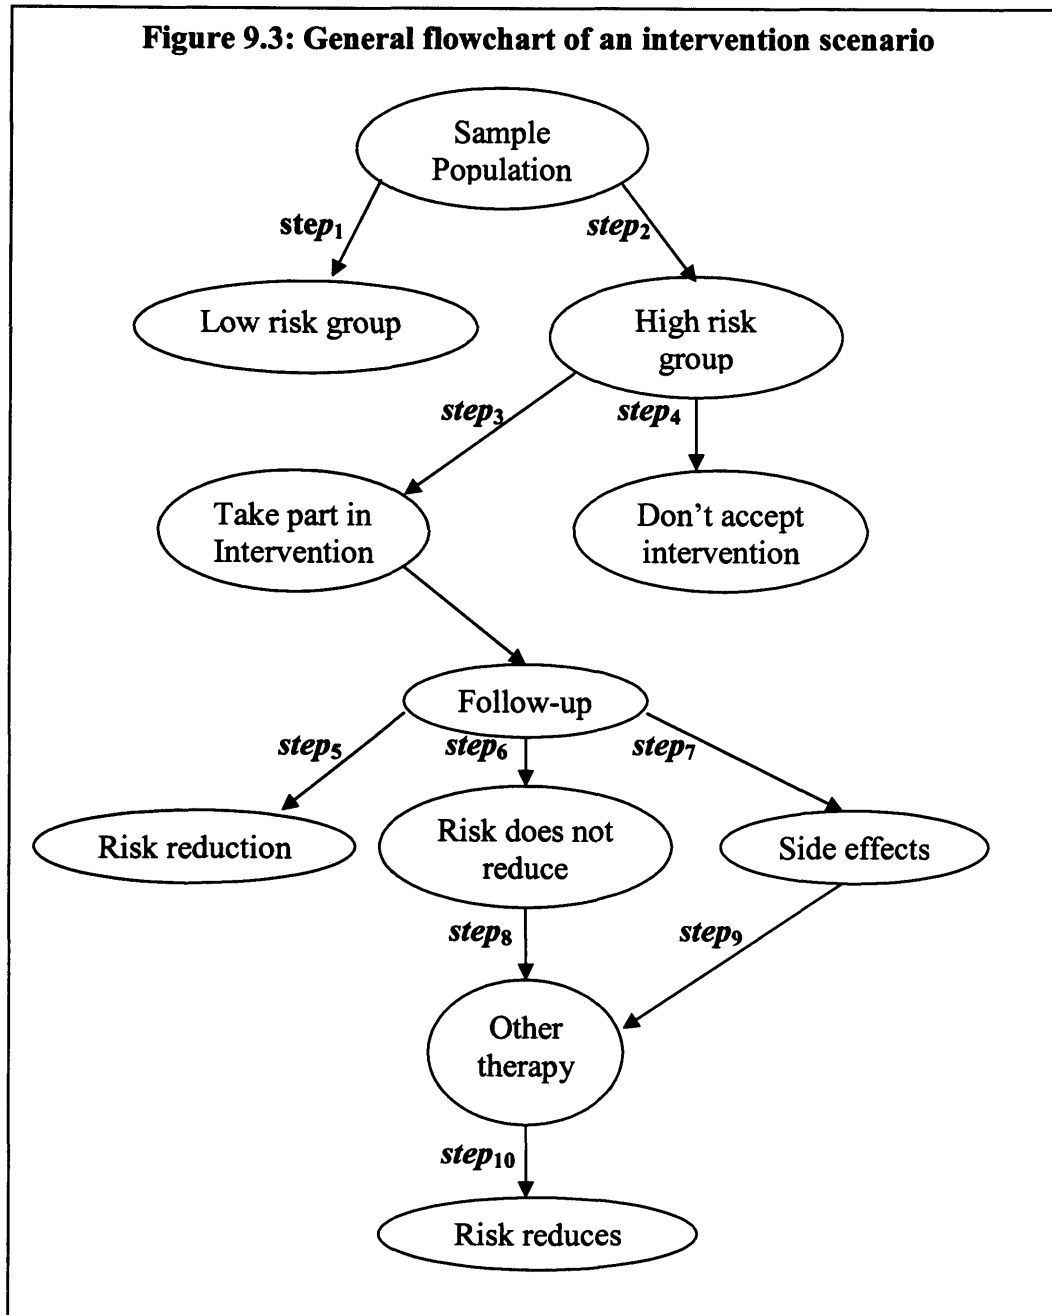 Figure 9.3: General flowchart of an intervention scenario
Sample
Population
step₁
step₂
Low risk group
High risk
group
step₃
step₄
Take part in
Intervention
Don't accept
intervention
Follow-up
step₅
step₆
step₇
Risk reduction
Risk does not
reduce
Side effects
step₈
step₉
Other
therapy
step₁₀
Risk reduces